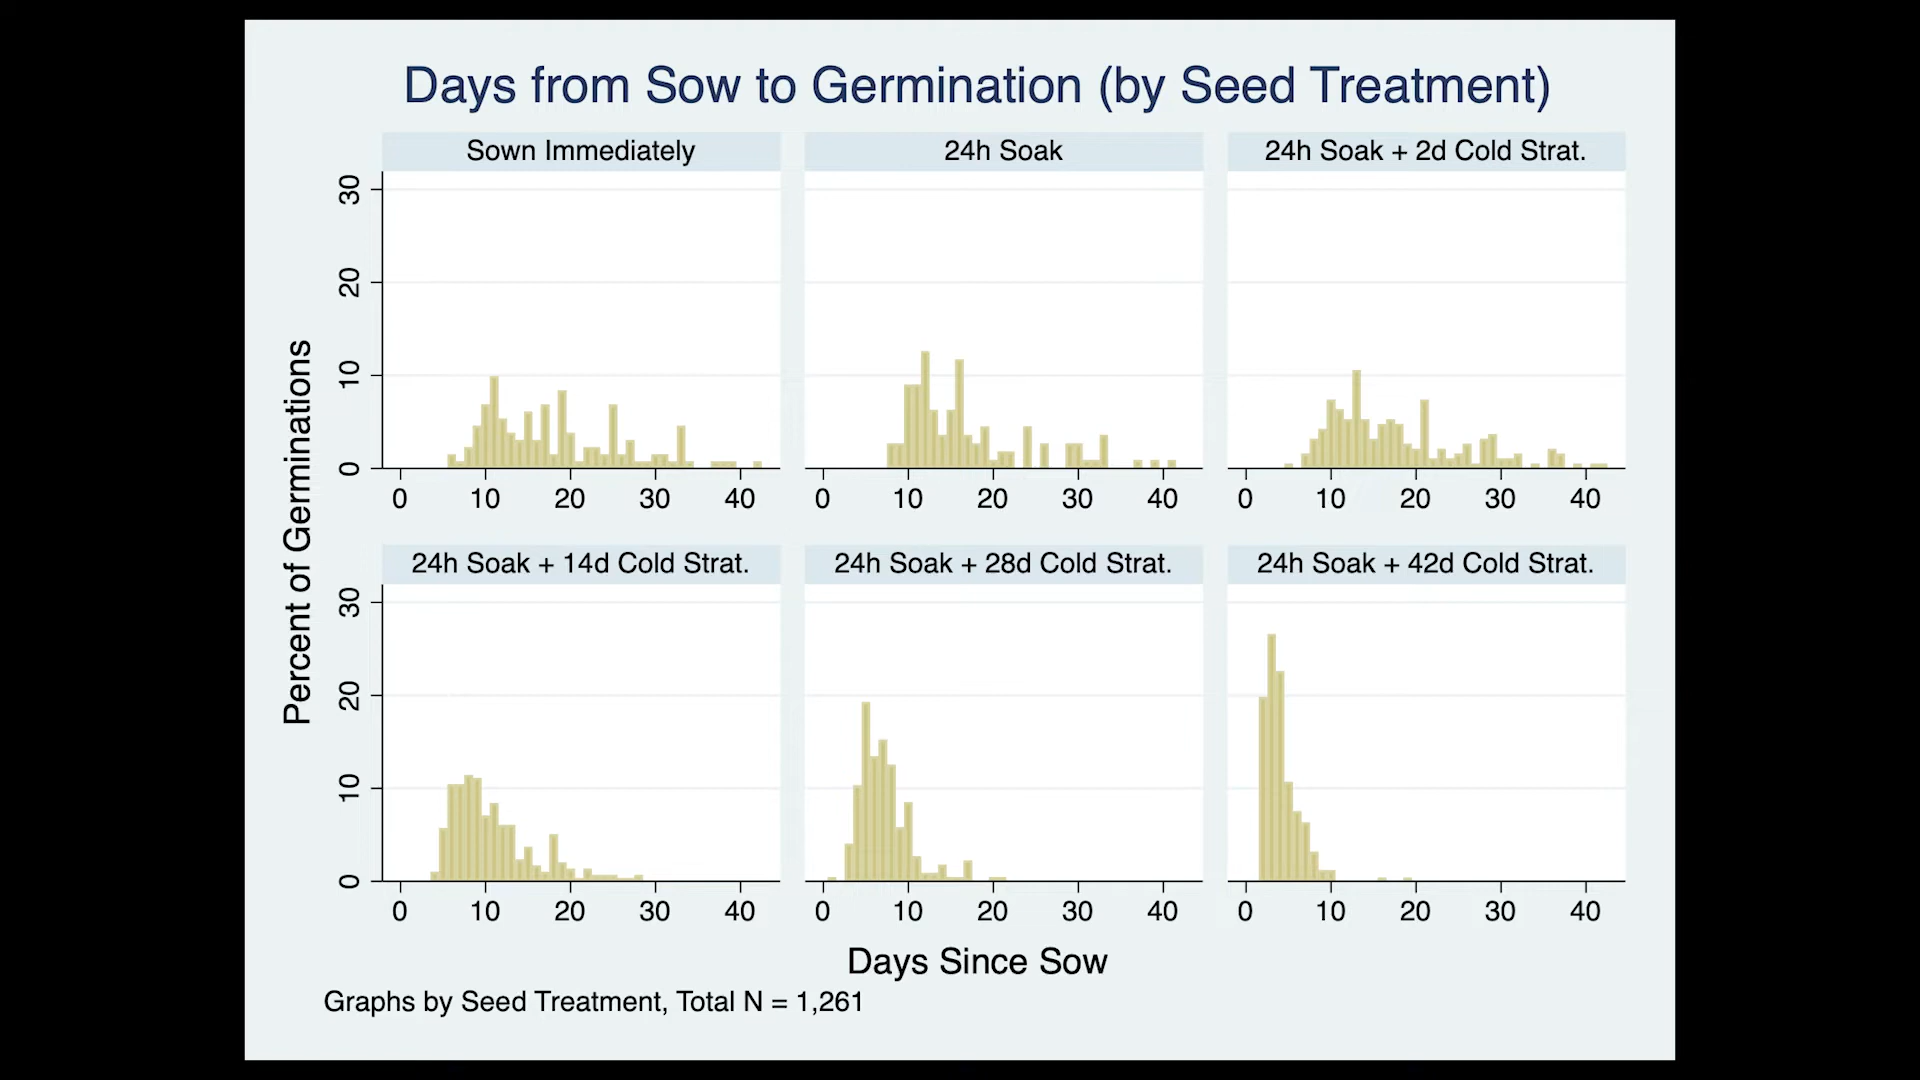 Days from Sow to Germination (by Seed Treatment)
Sown Immediately
24h Soak
24h Soak + 2d Cold Strat.
30
20
10
0
0 10 20 30 40
0 10 20 30 40
0 10 20 30 40
Percent of Germinations
24h Soak + 14d Cold Strat.
24h Soak + 28d Cold Strat.
24h Soak + 42d Cold Strat.
30
20
10
0
0 10 20 30 40
0 10 20 30 40
0 10 20 30 40
Days Since Sow
Graphs by Seed Treatment, Total N = 1,261